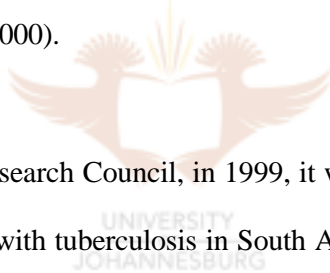 000).
search Council, in 1999, it w
UNIVERSITY
with tuberculosis in South A
JOHANNESBURG